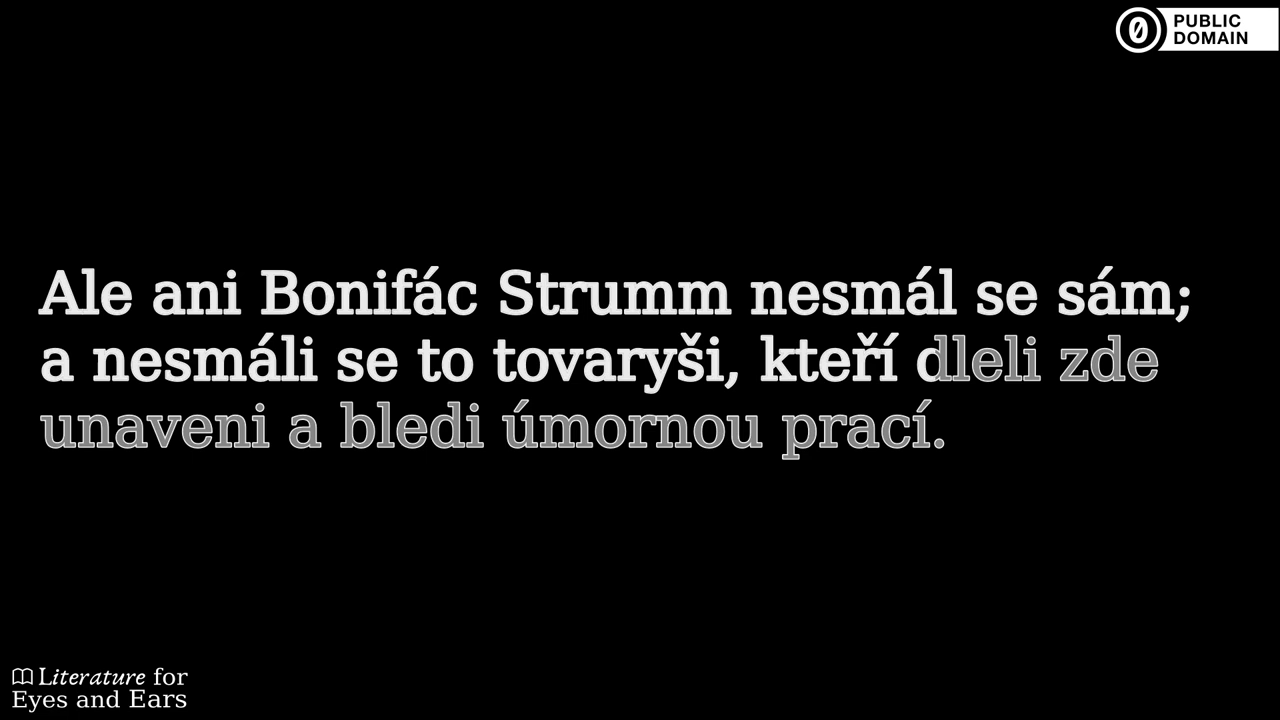 PUBLIC
DOMAIN
Ale ani Bonifác Strumm nesmál se sám;
a nesmáli se to tovaryši, kteří dleli zde
unaveni a bledi úmornou prací.
Literature for
Eyes and Ears